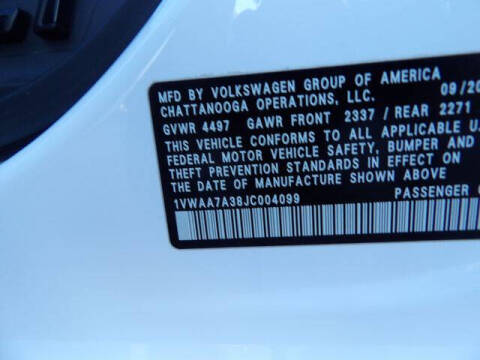 MFD BY VOLKSWAGEN GROUP OF AMERICA 09/20
CHATTANOOGA OPERATIONS, LLC.
GVWR 4497 GAWR FRONT 2337 / REAR 2271
THIS VEHICLE CONFORMS TO ALL APPLICABLE U.
FEDERAL MOTOR VEHICLE SAFETY, BUMPER AND
THEFT PREVENTION STANDARDS IN EFFECT ON
THE DATE OF MANUFACTURE SHOWN ABOVE.
1VWAA7A38JC004099 PASSENGER